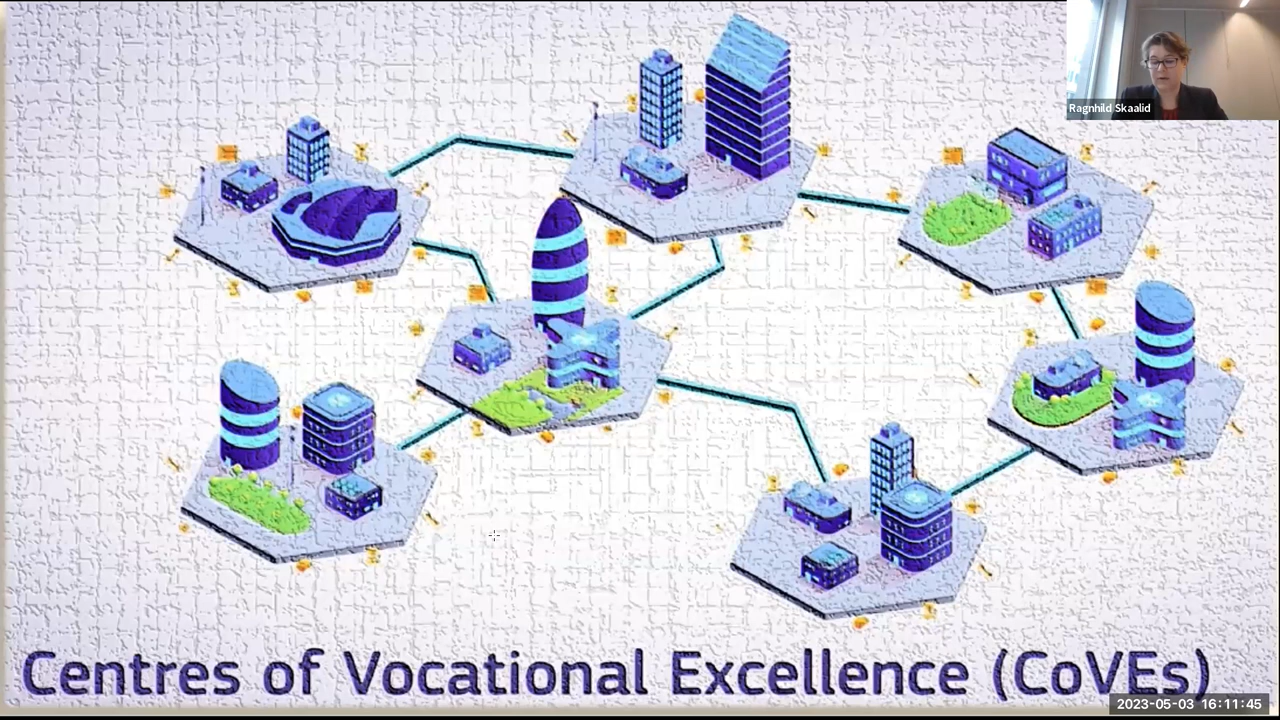 Ragnhild Skaalid
Centres of Vocational Excellence (CoVEs)
2023-05-03 16:11:45